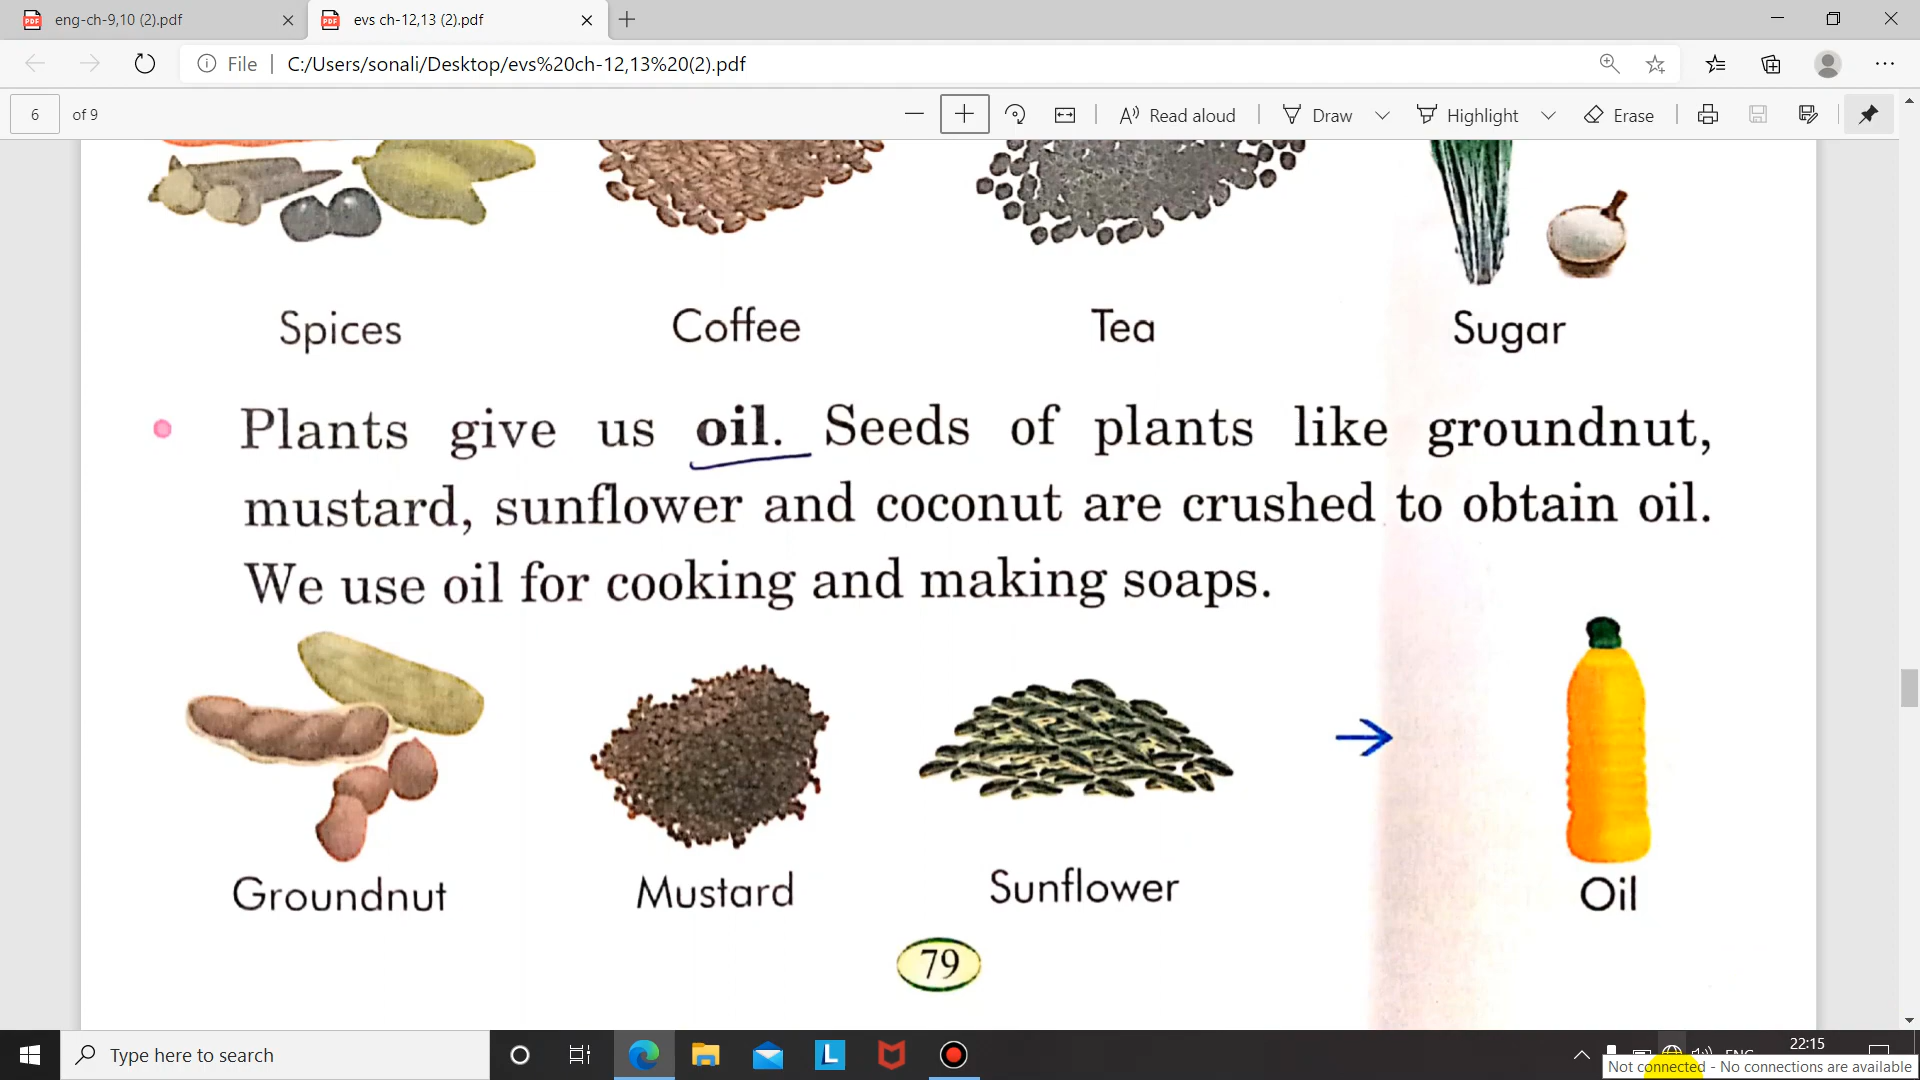 eng-ch-9,10 (2).pdf
evs ch-12,13 (2).pdf
File
C:/Users/sonali/Desktop/evs%20ch-12,13%20(2).pdf
6 of 9
Read aloud
Draw
Highlight
Erase
Spices
Coffee
Tea
Sugar
Plants give us oil. Seeds of plants like groundnut,
mustard, sunflower and coconut are crushed to obtain oil.
We use oil for cooking and making soaps.
Groundnut
Mustard
Sunflower
Oil
79
Type here to search
22:15
Not connected - No connections are available